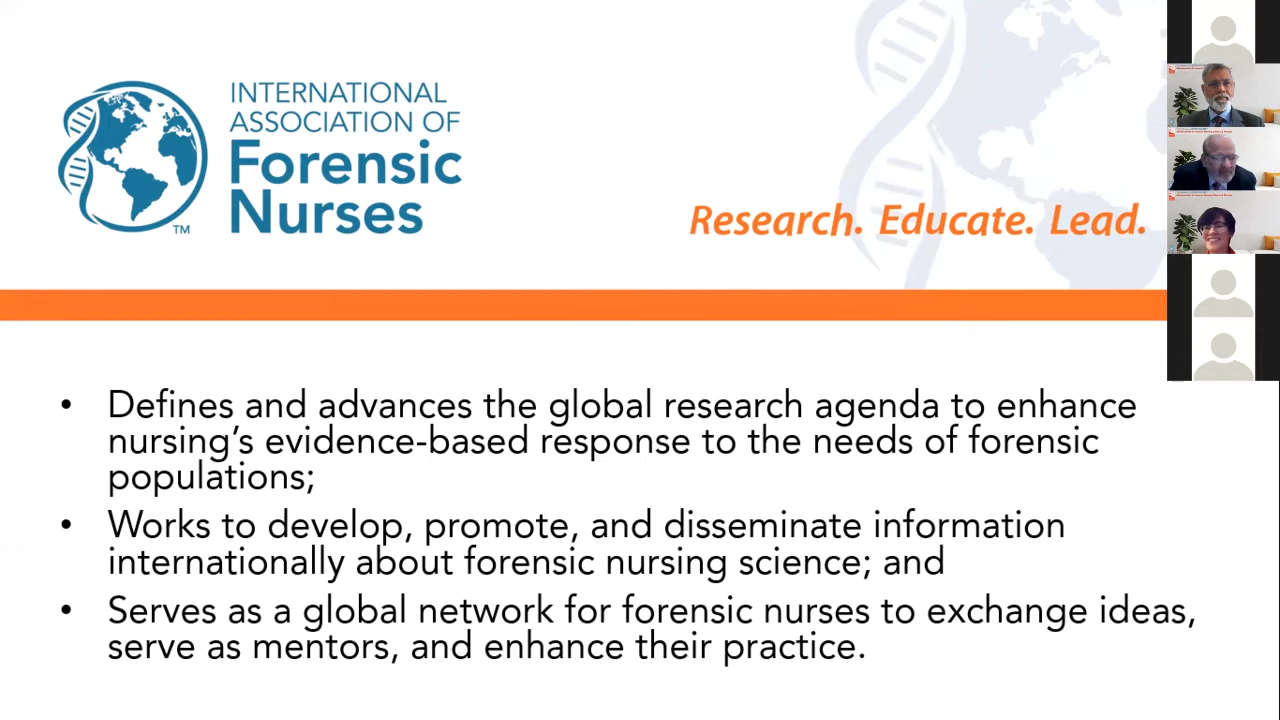 INTERNATIONAL
ASSOCIATION OF
Forensic
Nurses
TM
Research. Educate. Lead.
• Defines and advances the global research agenda to enhance
nursing’s evidence-based response to the needs of forensic
populations;
• Works to develop, promote, and disseminate information
internationally about forensic nursing science; and
• Serves as a global network for forensic nurses to exchange ideas,
serve as mentors, and enhance their practice.